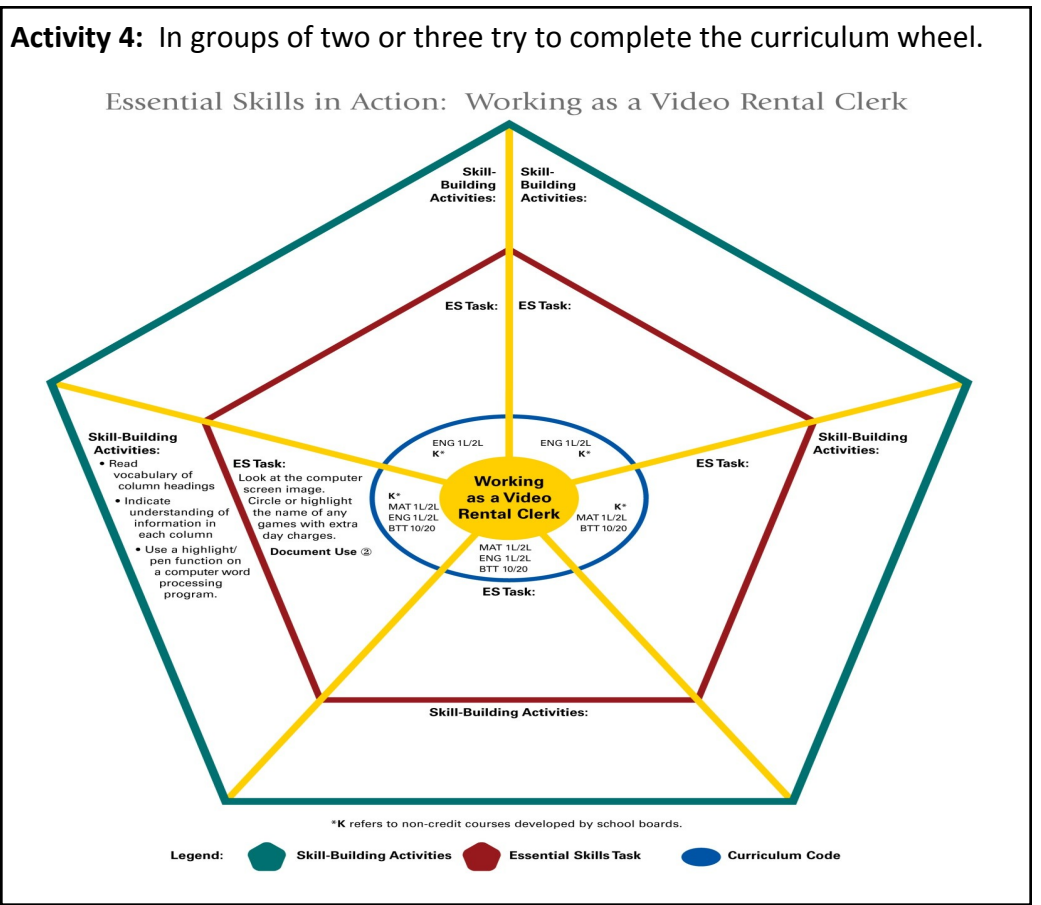 Activity 4: In groups of two or three try to complete the curriculum wheel.
Essential Skills in Action: Working as a Video Rental Clerk
Skill-
Building
Activities:
Skill-
Building
Activities:
ES Task:
ES Task:
ENG 1L/2L
K*
ENG 1L/2L
K*
Skill-Building
Activities:
• Read
vocabulary of
column headings
• Indicate
understanding of
information in
each column
• Use a highlight/
pen function on
a computer word
processing
program.
ES Task:
Look at the computer
screen image.
Circle or highlight
the name of any
games with extra
day charges.
Document Use ②
K*
MAT 1L/2L
ENG 1L/2L
BTT 10/20
Working
as a Video
Rental Clerk
K*
MAT 1L/2L
BTT 10/20
ES Task:
Skill-Building
Activities:
MAT 1L/2L
ENG 1L/2L
BTT 10/20
ES Task:
Skill-Building Activities:
*K refers to non-credit courses developed by school boards.
Legend:
Skill-Building Activities
Essential Skills Task
Curriculum Code